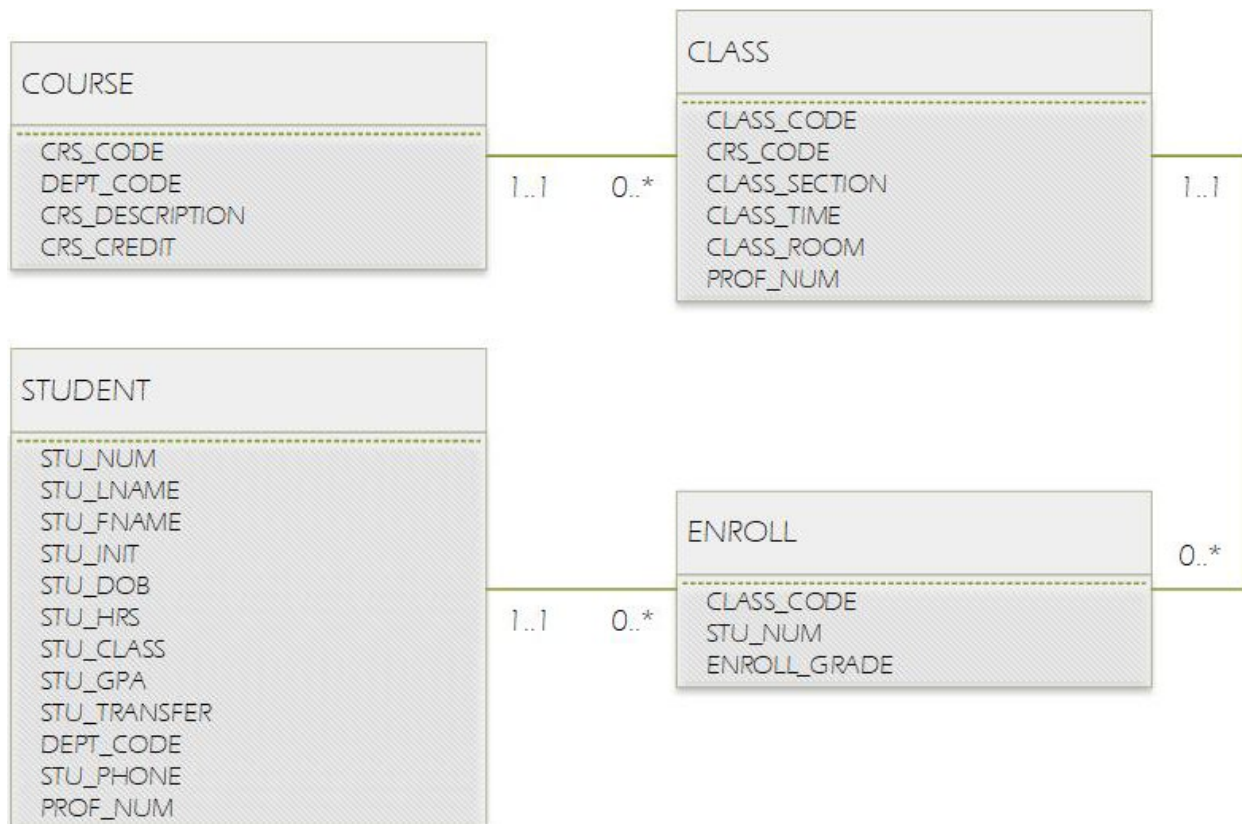 COURSE
CRS_CODE
DEPT_CODE
CRS_DESCRIPTION
CRS_CREDIT
1..1
0..*
CLASS
CLASS_CODE
CRS_CODE
CLASS_SECTION
CLASS_TIME
CLASS_ROOM
PROF_NUM
1..1
STUDENT
STU_NUM
STU_LNAME
STU_FNAME
STU_INIT
STU_DOB
STU_HRS
STU_CLASS
STU_GPA
STU_TRANSFER
DEPT_CODE
STU_PHONE
PROF_NUM
1..1
0..*
ENROLL
CLASS_CODE
STU_NUM
ENROLL_GRADE
0..*